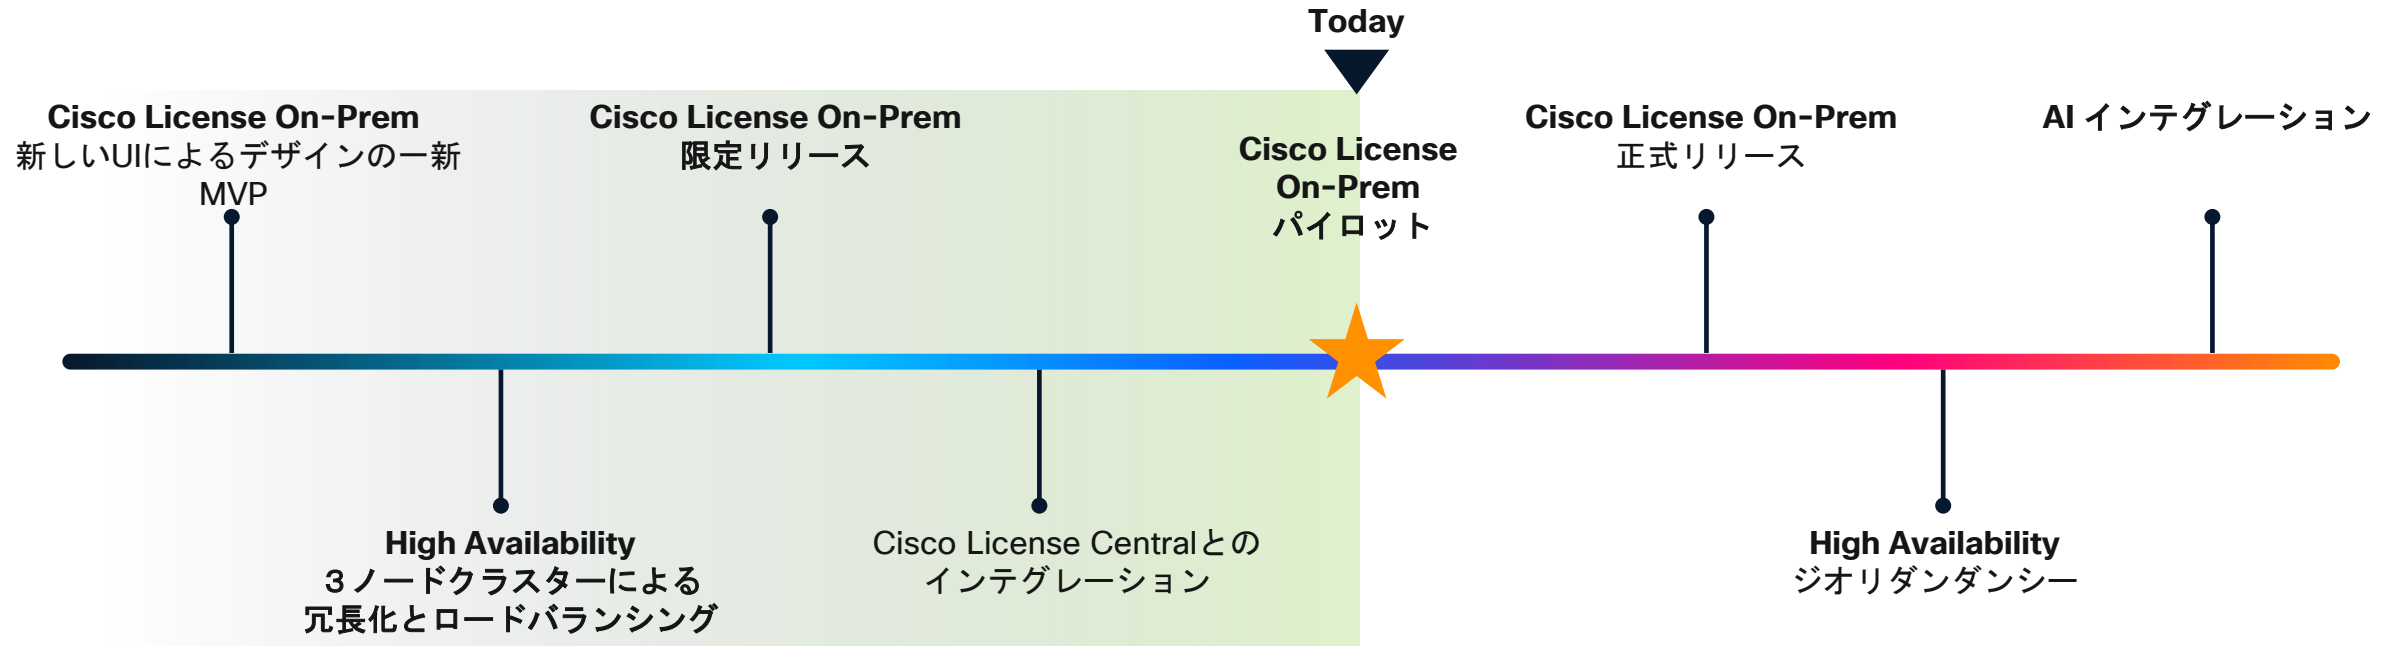 Today
Cisco License On-Prem
新しいUIによるデザインの一新
MVP
Cisco License On-Prem
限定リリース
Cisco License
On-Prem
パイロット
Cisco License On-Prem
正式リリース
AI インテグレーション
High Availability
３ノードクラスターによる
冗長化とロードバランシング
Cisco License Centralとの
インテグレーション
High Availability
ジオリダンダンシー